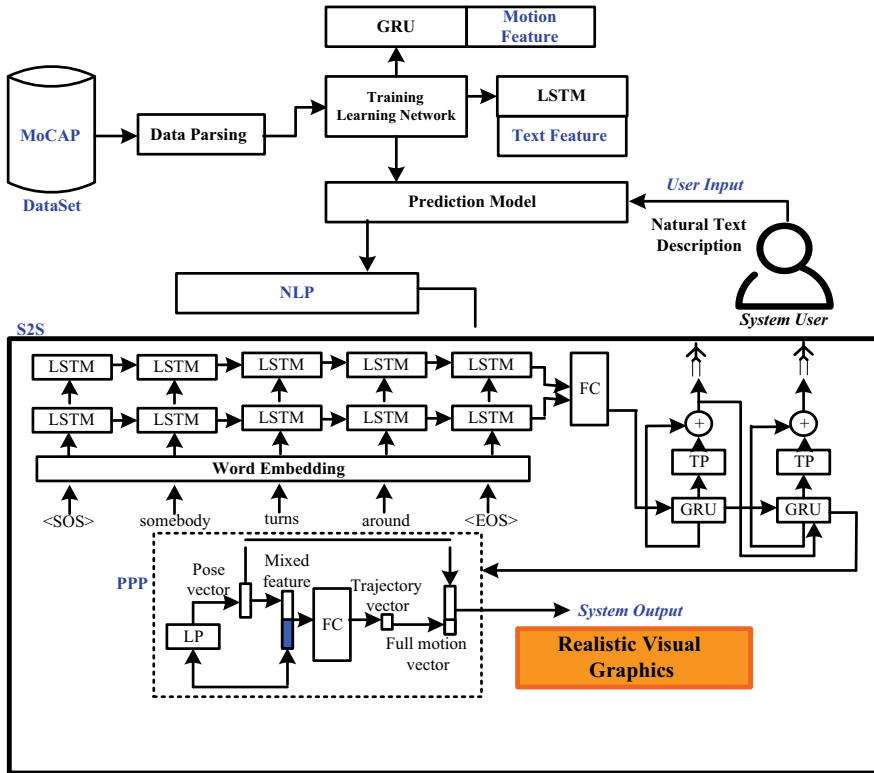 GRU
Motion
Feature
MoCAP
DataSet
Data Parsing
Training
Learning Network
LSTM
Text Feature
Prediction Model
User Input
Natural Text
Description
System User
NLP
S2S
LSTM LSTM LSTM LSTM LSTM
LSTM LSTM LSTM LSTM LSTM
FC
Word Embedding
<SOS> somebody turns around <EOS>
+ +
TP TP
GRU GRU
PPP
Pose
vector
Mixed
feature
LP
FC
Trajectory
vector
Full motion
vector
System Output
Realistic Visual
Graphics